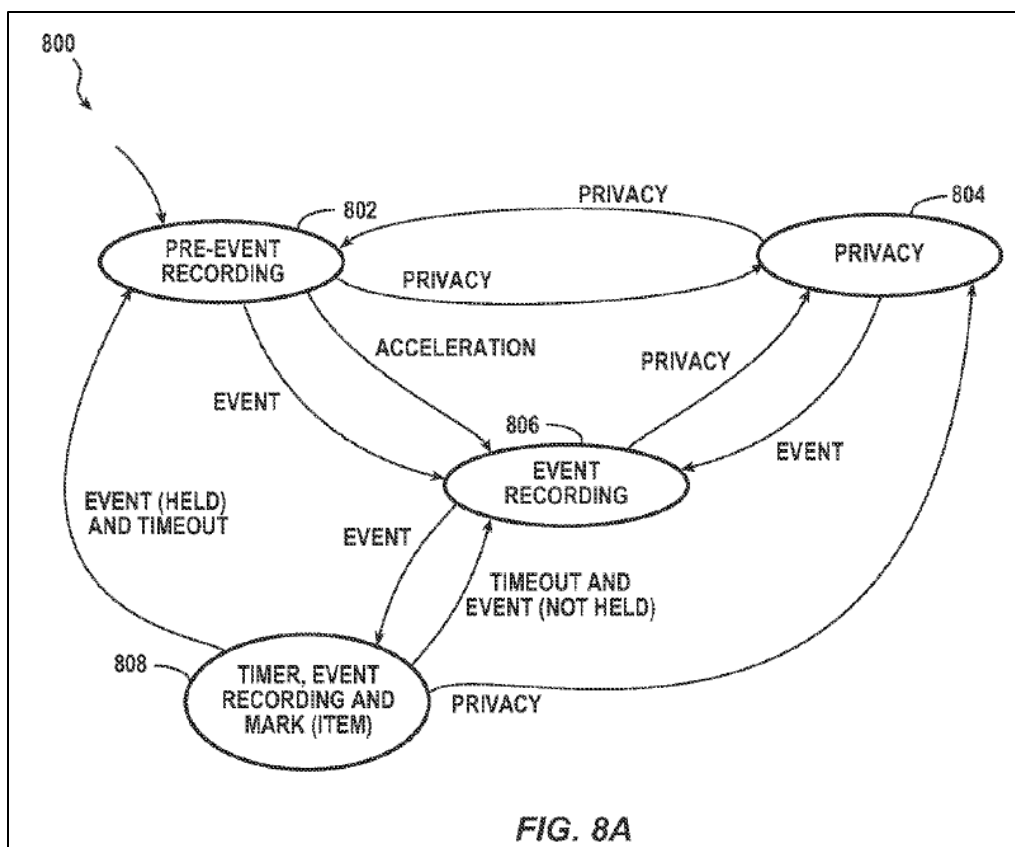 800
802
PRIVACY
804
PRE-EVENT
RECORDING
PRIVACY
PRIVACY
ACCELERATION
PRIVACY
EVENT
806
EVENT
RECORDING
EVENT
EVENT (HELD)
AND TIMEOUT
EVENT
TIMEOUT AND
EVENT (NOT HELD)
808
TIMER, EVENT
RECORDING AND
MARK (ITEM)
PRIVACY
FIG. 8A